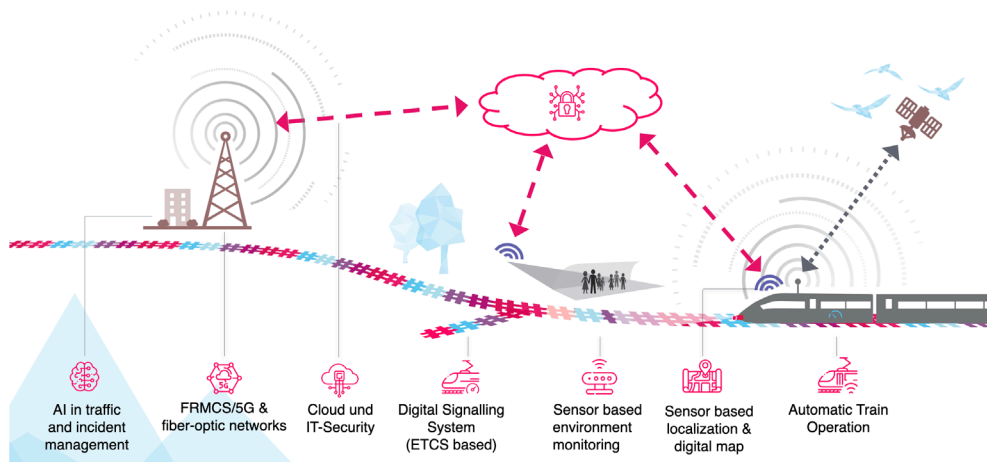 5G
AI in traffic
and incident
management
FRMCS/5G &
fiber-optic networks
Cloud und
IT-Security
Digital Signalling
System
(ETCS based)
Sensor based
environment
monitoring
Sensor based
localization &
digital map
Automatic Train
Operation